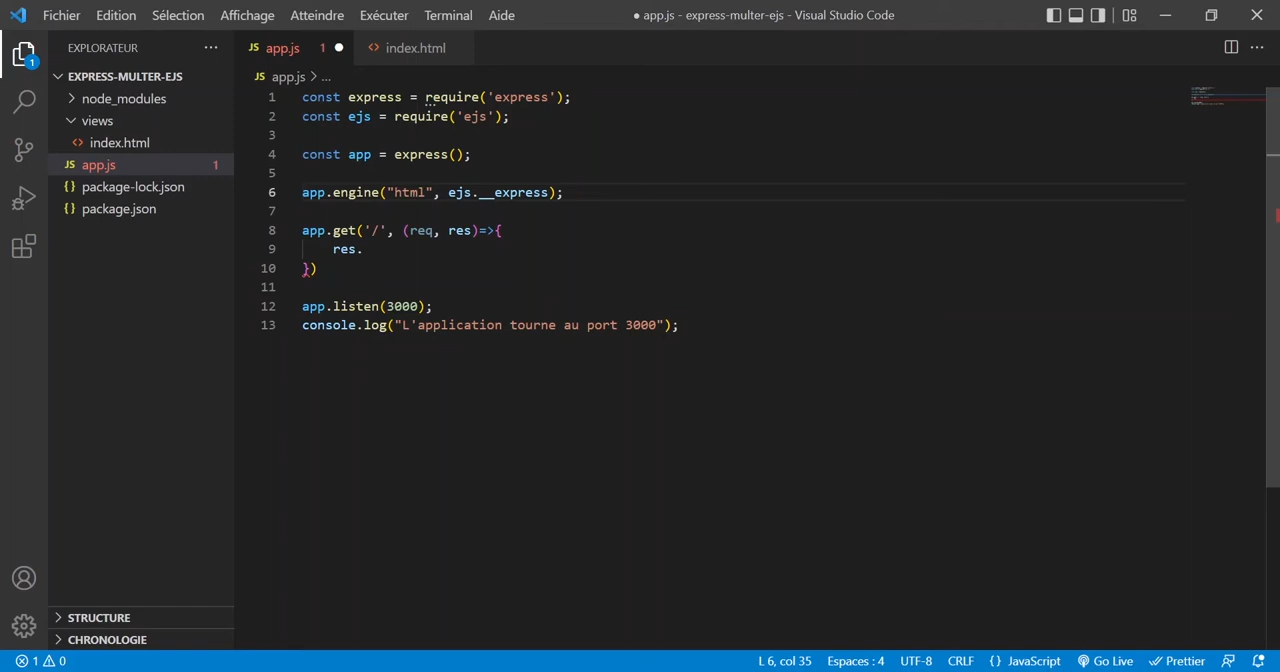 Fichier Edition Sélection Affichage Atteindre Exécuter Terminal Aide
● app.js - express-multer-ejs - Visual Studio Code
EXPLORATEUR
JS app.js 1
<> index.html
1
EXPRESS-MULTER-EJS
node_modules
views
<> index.html
JS app.js 1
{} package-lock.json
{} package.json
STRUCTURE
CHRONOLOGIE
JS app.js > ...
1 const express = require('express');
2 const ejs = require('ejs');
3
4 const app = express();
5
6 app.engine("html", ejs.__express);
7
8 app.get('/', (req, res)=>{
9 res.
10 })
11
12 app.listen(3000);
13 console.log("L'application tourne au port 3000");
1 0
L 6, col 35 Espaces : 4 UTF-8 CRLF {} JavaScript Go Live Prettier